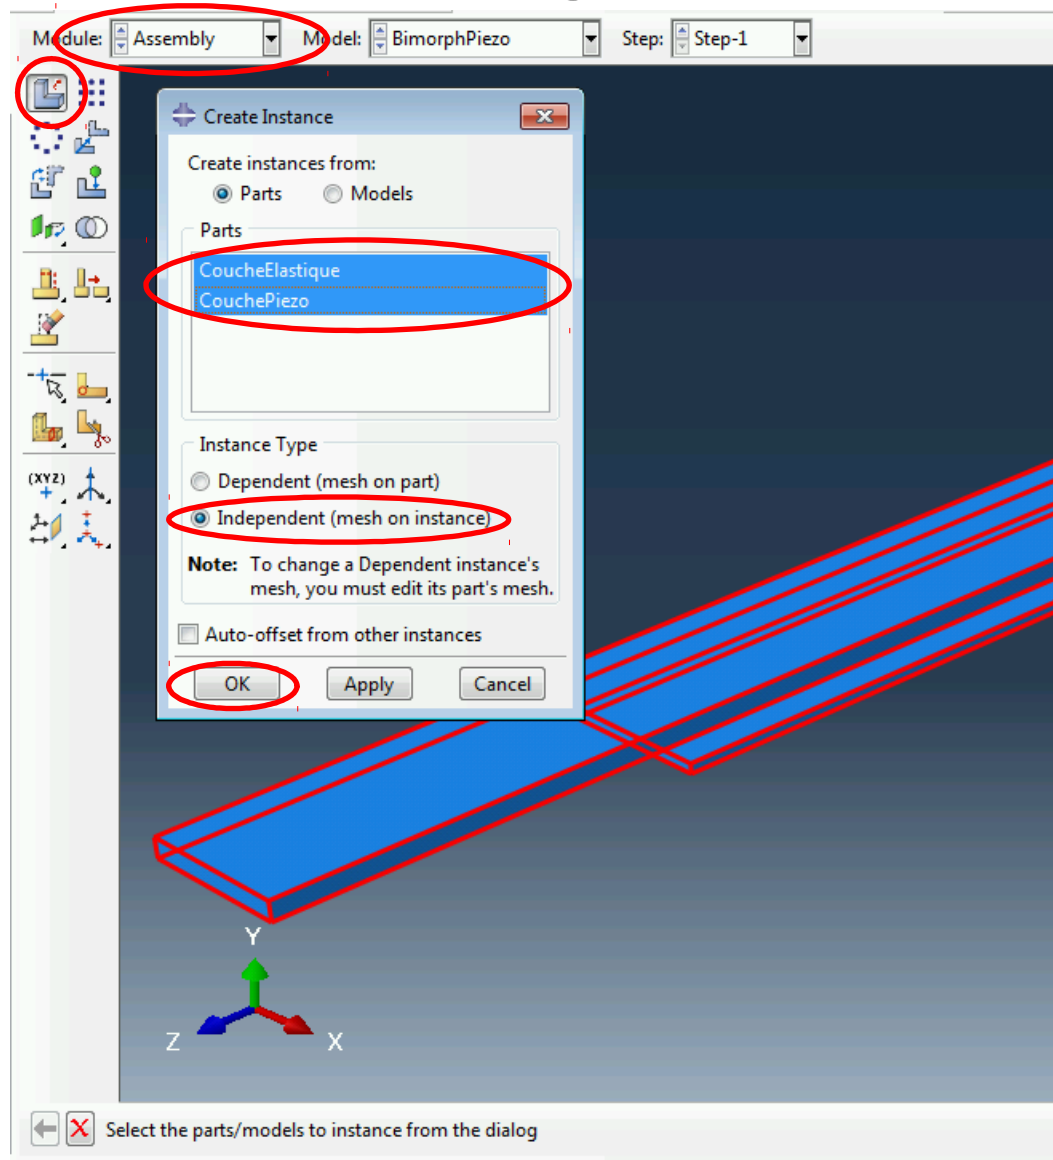 Module: Assembly Model: BimorphPiezo Step: Step-1
Create Instance
Create instances from:
Parts Models
Parts
CoucheElastique
CouchePiezo
Instance Type
Dependent (mesh on part)
Independent (mesh on instance)
Note: To change a Dependent instance's
mesh, you must edit its part's mesh.
Auto-offset from other instances
OK Apply Cancel
(XYZ)
Y
Z X
Select the parts/models to instance from the dialog